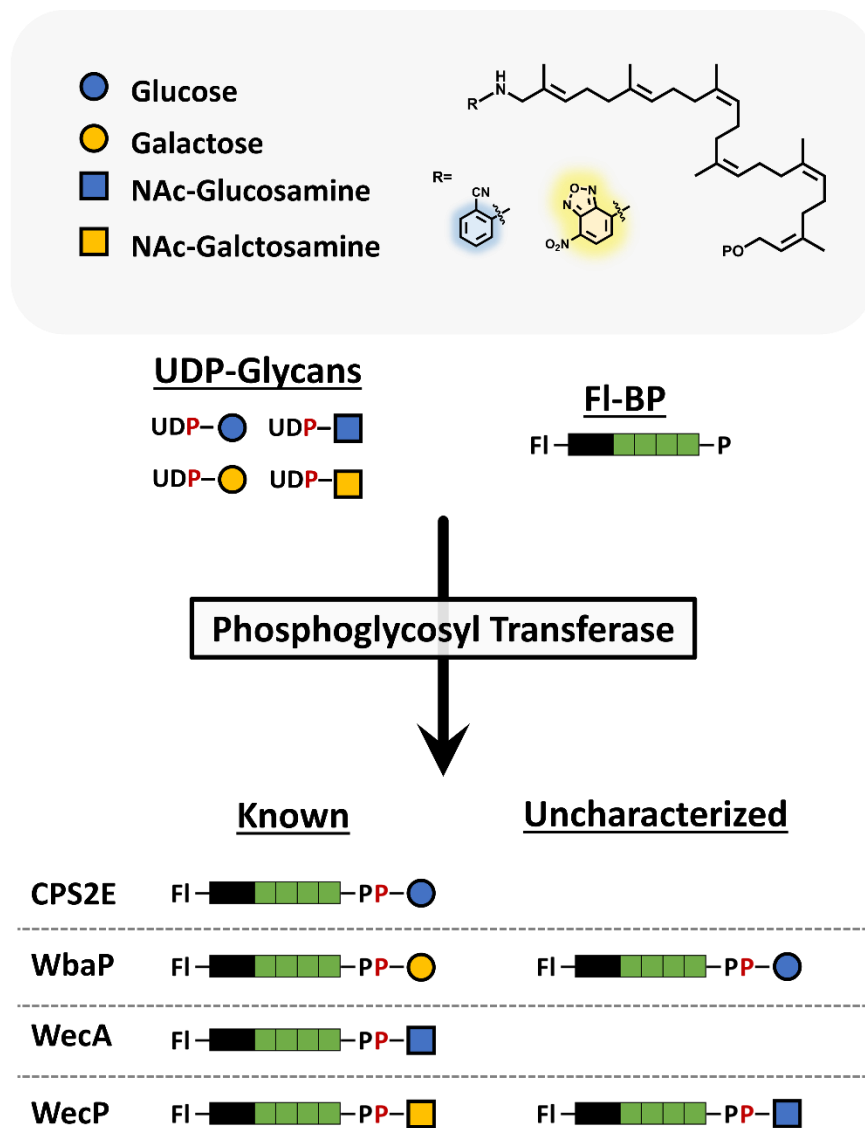 Glucose
Galactose
NAc-Glucosamine
NAc-Galctosamine
H
N
R
R=
CN
N O N
O₂N
PO
UDP-Glycans
UDP– UDP–
UDP– UDP–
Fl-BP
Fl– –P
Phosphoglycosyl Transferase
Known Uncharacterized
CPS2E Fl– –PP–
WbaP Fl– –PP– Fl– –PP–
WecA Fl– –PP–
WecP Fl– –PP– Fl– –PP–